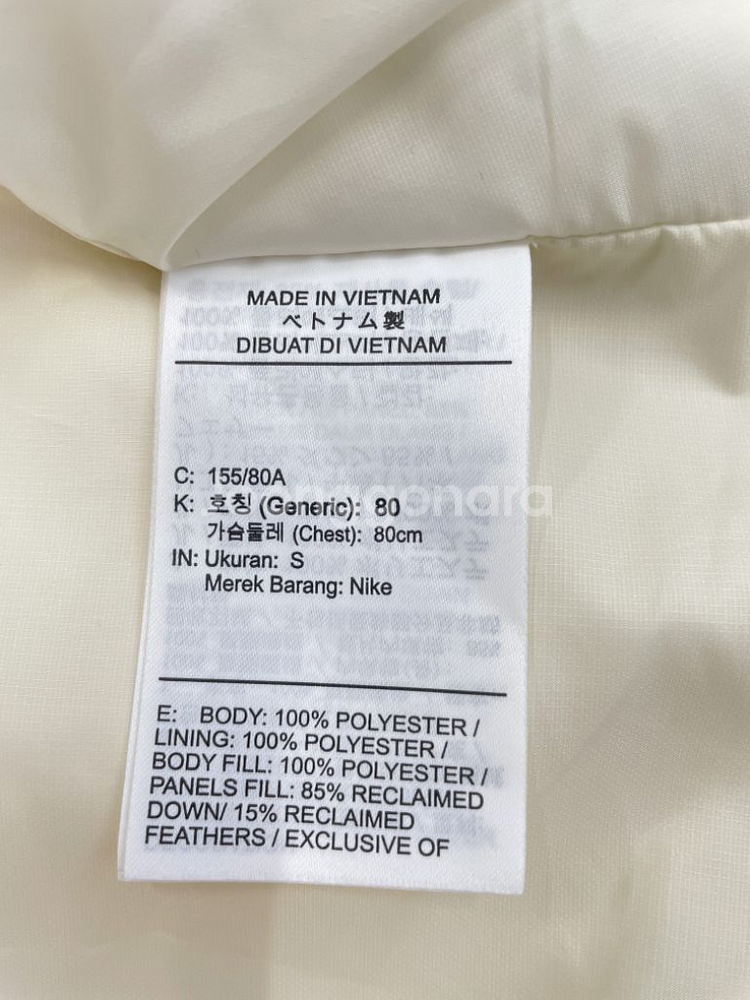 MADE IN VIETNAM
ベトナム製
DIBUAT DI VIETNAM
C: 155/80A
K: 호칭 (Generic): 80
가슴둘레 (Chest): 80cm
IN: Ukuran: S
Merek Barang: Nike
E: BODY: 100% POLYESTER /
LINING: 100% POLYESTER /
BODY FILL: 100% POLYESTER /
PANELS FILL: 85% RECLAIMED
DOWN/ 15% RECLAIMED
FEATHERS / EXCLUSIVE OF